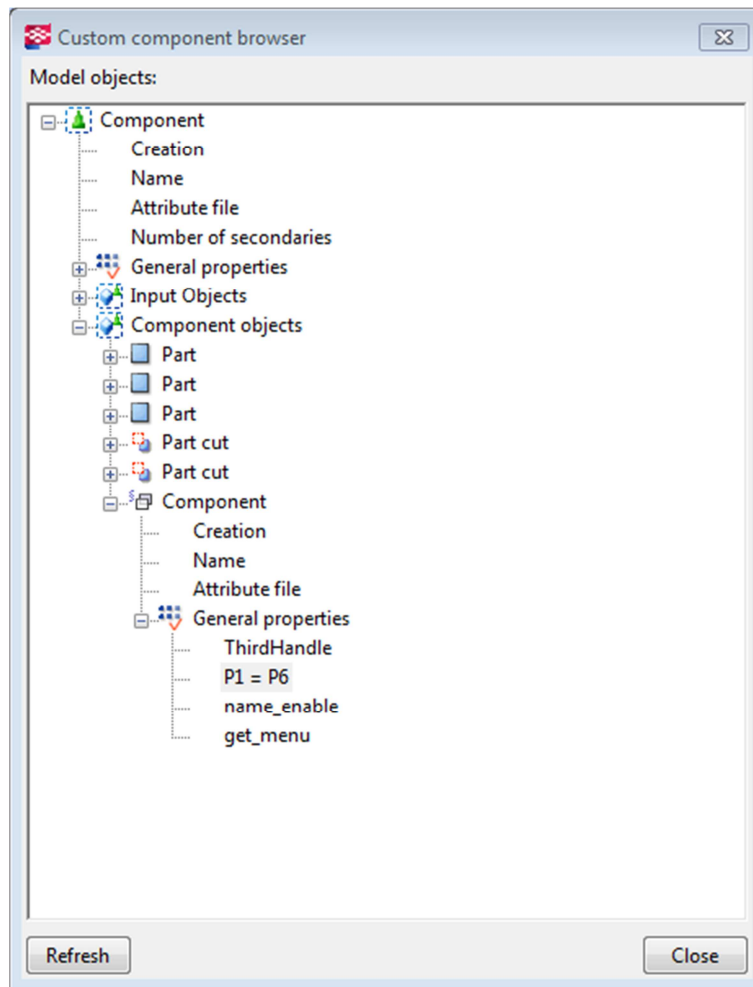 Custom component browser
Model objects:
Component
Creation
Name
Attribute file
Number of secondaries
General properties
Input Objects
Component objects
Part
Part
Part
Part cut
Part cut
Component
Creation
Name
Attribute file
General properties
ThirdHandle
P1 = P6
name_enable
get_menu
Refresh Close